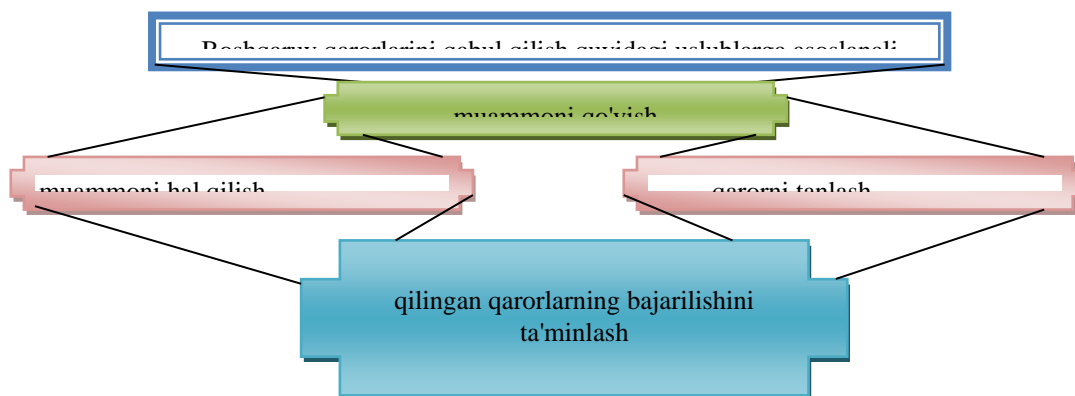 Boshqaruv qarorlarini qabul qilish quyidagi uslublarga asoslanadi
muammoni qo'yish
muammoni hal qilish
qarorni tanlash
qilingan qarorlarning bajarilishini
ta'minlash